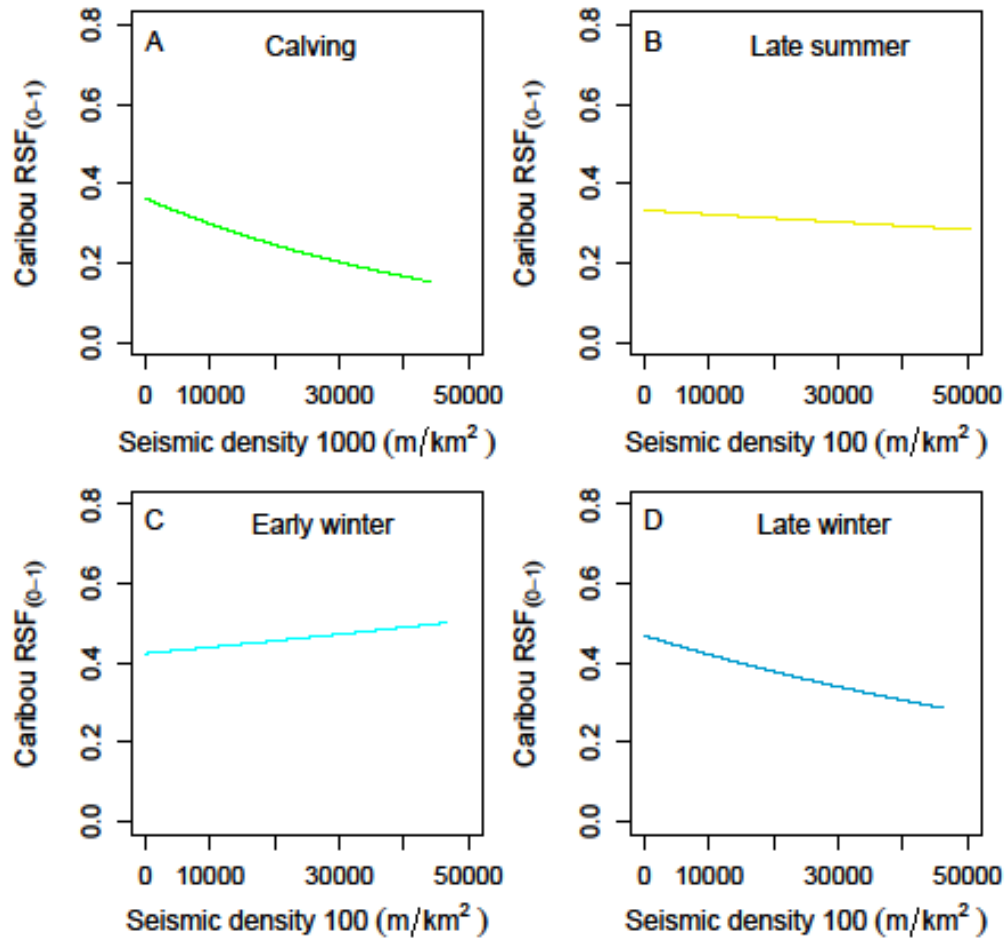 A Calving
Caribou RSF(0–1)
0.0 0.2 0.4 0.6 0.8
0 10000 30000 50000
Seismic density 1000 (m/km²)
B Late summer
Caribou RSF(0–1)
0.0 0.2 0.4 0.6 0.8
0 10000 30000 50000
Seismic density 100 (m/km²)
C Early winter
Caribou RSF(0–1)
0.0 0.2 0.4 0.6 0.8
0 10000 30000 50000
Seismic density 100 (m/km²)
D Late winter
Caribou RSF(0–1)
0.0 0.2 0.4 0.6 0.8
0 10000 30000 50000
Seismic density 100 (m/km²)